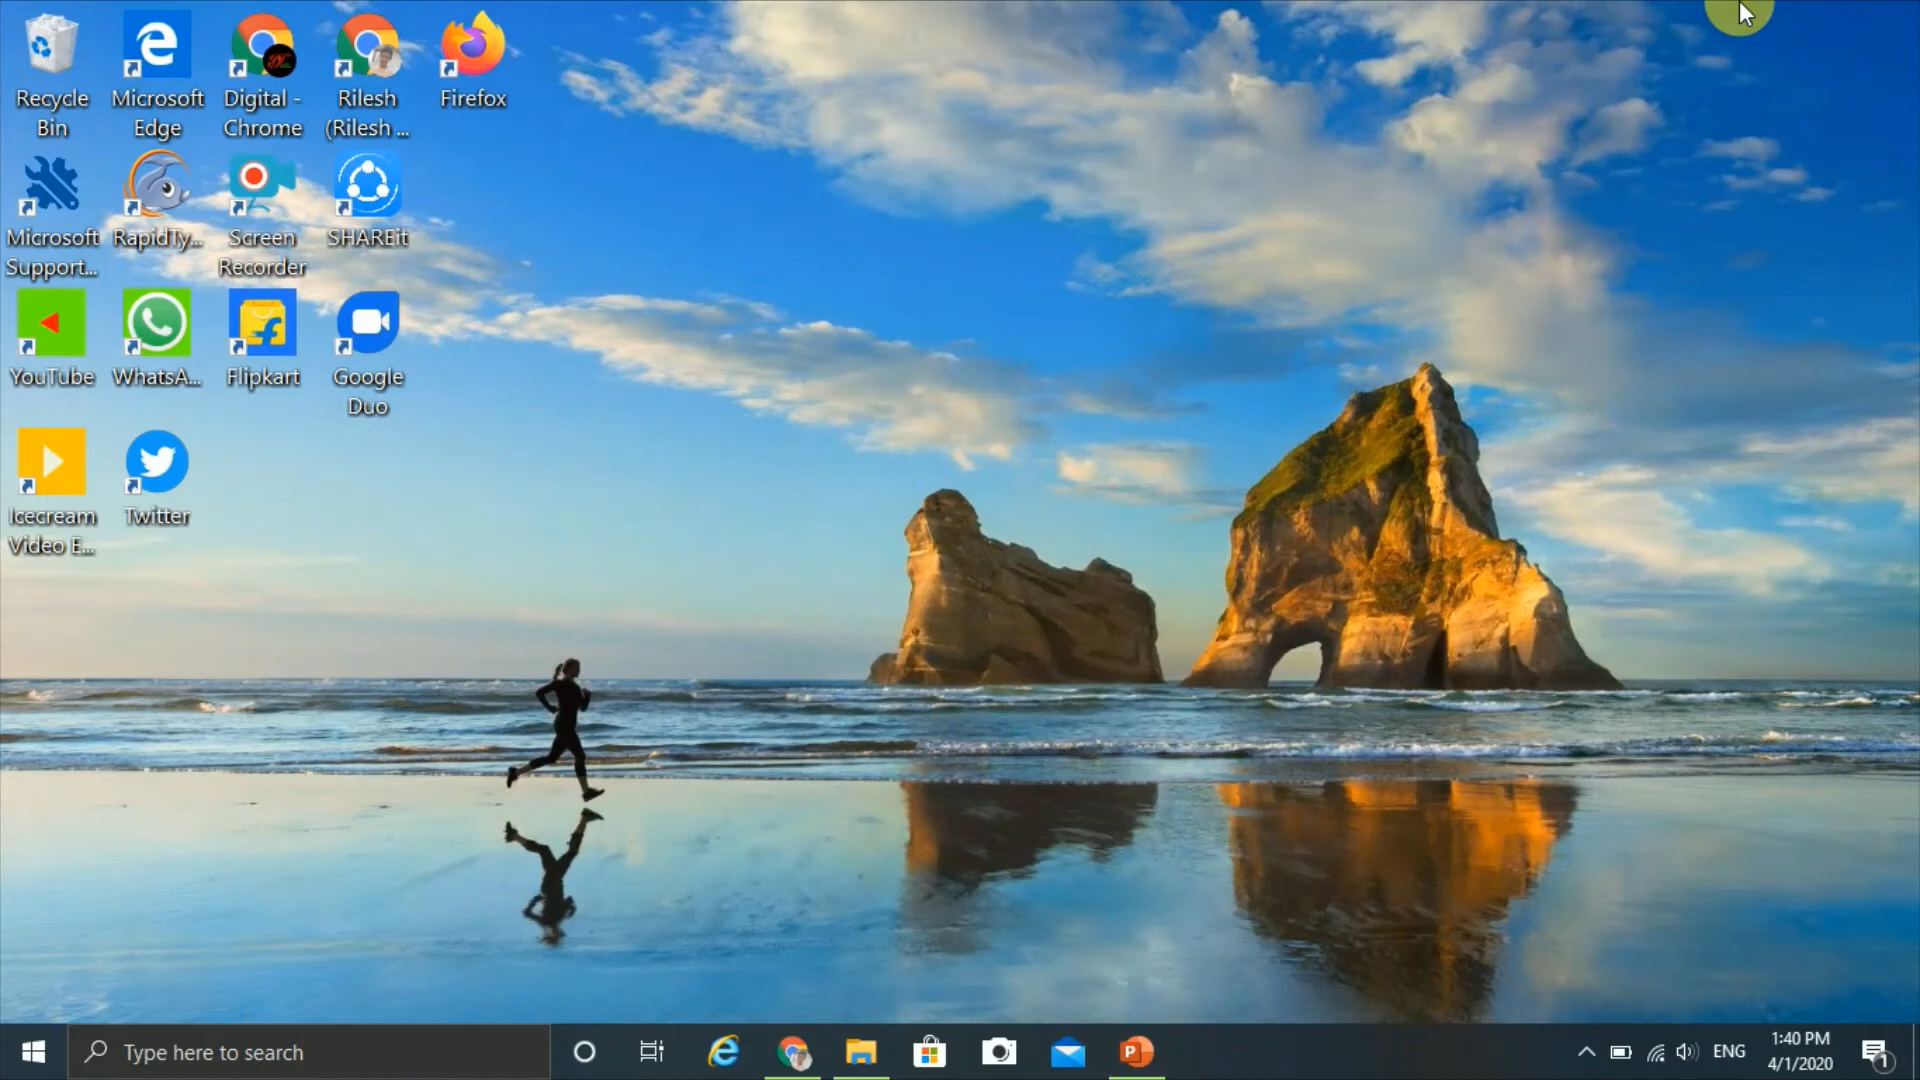 Recycle Bin
Microsoft Edge
Digital - Chrome
Rilesh (Rilesh ...
Firefox
Microsoft Support...
RapidTy...
Screen Recorder
SHAREit
YouTube
WhatsA...
Flipkart
Google Duo
Icecream Video E...
Twitter
Type here to search
ENG
1:40 PM
4/1/2020
1